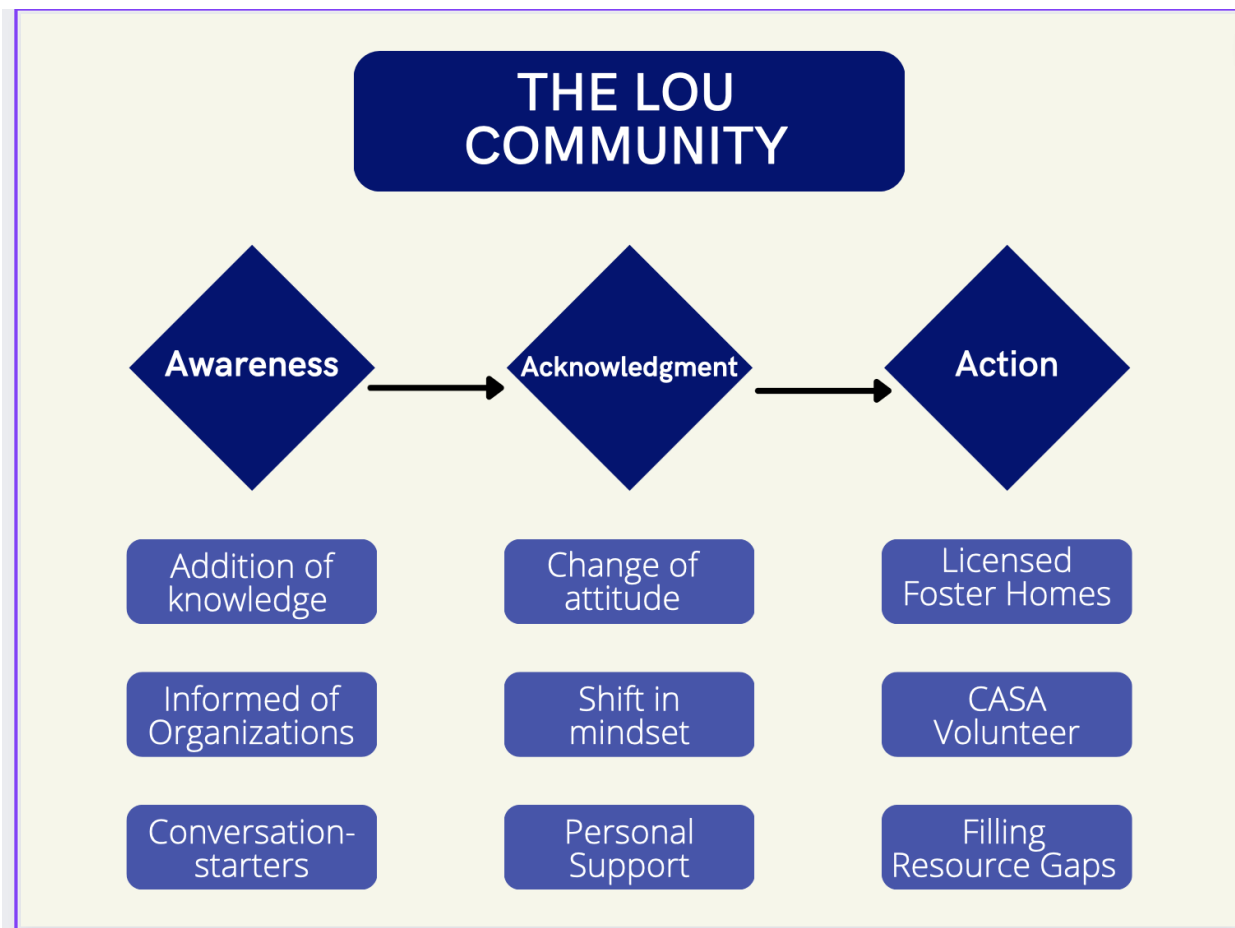 THE LOU
COMMUNITY
Awareness
Acknowledgment
Action
Addition of
knowledge
Change of
attitude
Licensed
Foster Homes
Informed of
Organizations
Shift in
mindset
CASA
Volunteer
Conversation-
starters
Personal
Support
Filling
Resource Gaps